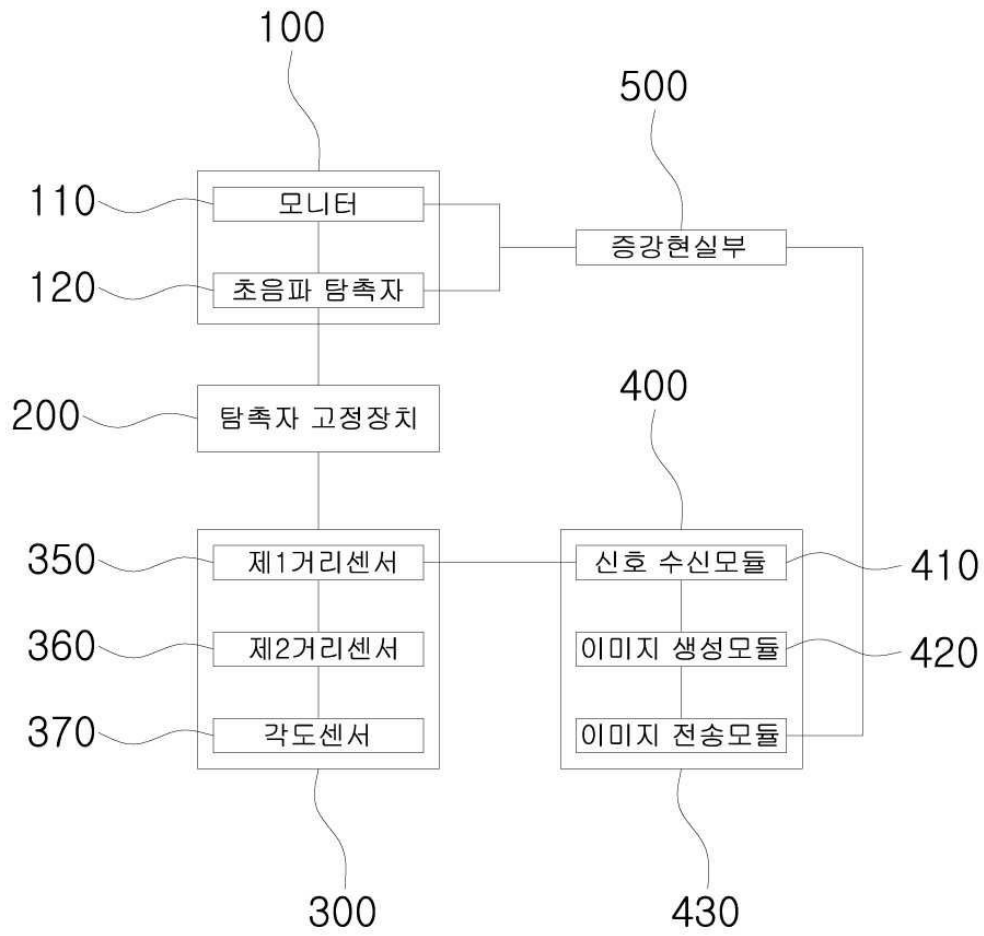 100
500
110
모니터
증강현실부
120
초음파 탐촉자
400
200
탐촉자 고정장치
350
제1거리센서
신호 수신모듈
410
360
제2거리센서
이미지 생성모듈
420
370
각도센서
이미지 전송모듈
300
430